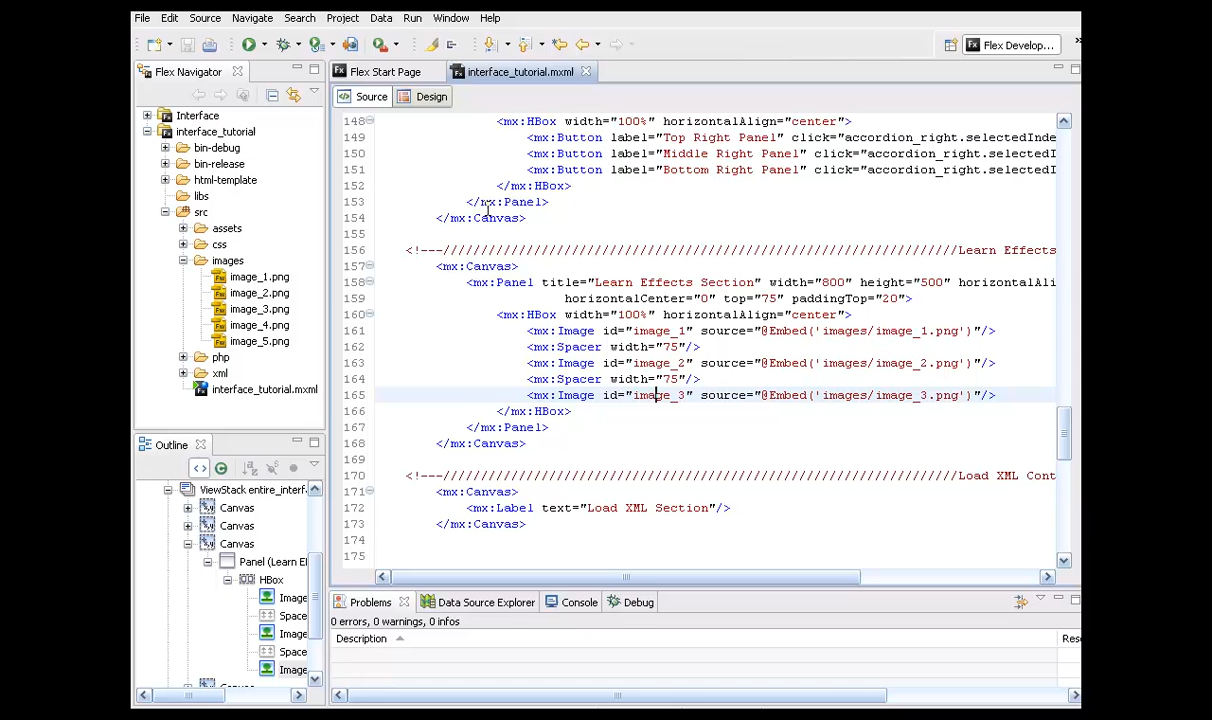 File Edit Source Navigate Search Project Data Run Window Help
Flex Develop...
Flex Navigator
Interface
interface_tutorial
bin-debug
bin-release
html-template
libs
src
assets
css
images
image_1.png
image_2.png
image_3.png
image_4.png
image_5.png
php
xml
interface_tutorial.mxml
Outline
ViewStack entire_interf
Canvas
Canvas
Canvas
Panel (Learn El
HBox
Image
Space
Image
Space
Image
Flex Start Page interface_tutorial.mxml
Source Design
148 <mx:HBox width="100%" horizontalAlign="center">
149 <mx:Button label="Top Right Panel" click="accordion_right.selectedInde
150 <mx:Button label="Middle Right Panel" click="accordion_right.selectedI
151 <mx:Button label="Bottom Right Panel" click="accordion_right.selectedI
152 </mx:HBox>
153 </mx:Panel>
154 </mx:Canvas>
155
156 <!---/////////////////////////////////////////////////////////////////////Learn Effects
157 <mx:Canvas>
158 <mx:Panel title="Learn Effects Section" width="800" height="500" horizontalAli
159 horizontalCenter="0" top="75" paddingTop="20">
160 <mx:HBox width="100%" horizontalAlign="center">
161 <mx:Image id="image_1" source="@Embed('images/image_1.png')"/>
162 <mx:Spacer width="75"/>
163 <mx:Image id="image_2" source="@Embed('images/image_2.png')"/>
164 <mx:Spacer width="75"/>
165 <mx:Image id="image_3" source="@Embed('images/image_3.png')"/>
166 </mx:HBox>
167 </mx:Panel>
168 </mx:Canvas>
169
170 <!---/////////////////////////////////////////////////////////////////////Load XML Cont
171 <mx:Canvas>
172 <mx:Label text="Load XML Section"/>
173 </mx:Canvas>
174
175
Problems Data Source Explorer Console Debug
0 errors, 0 warnings, 0 infos
Description Res